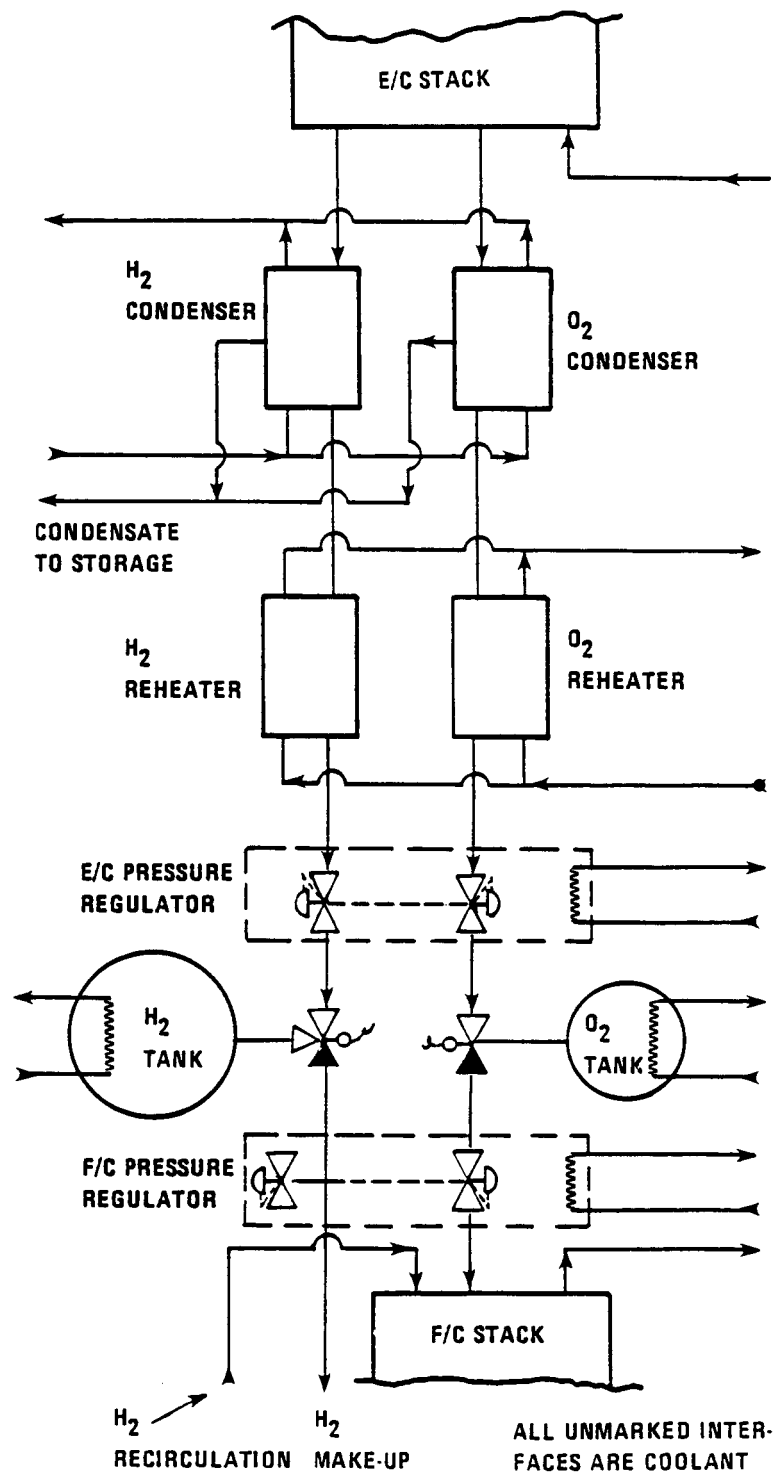 E/C STACK
H2
CONDENSER
O2
CONDENSER
CONDENSATE
TO STORAGE
H2
REHEATER
O2
REHEATER
E/C PRESSURE
REGULATOR
H2
TANK
O2
TANK
F/C PRESSURE
REGULATOR
F/C STACK
H2
RECIRCULATION
H2
MAKE-UP
ALL UNMARKED INTER-
FACES ARE COOLANT